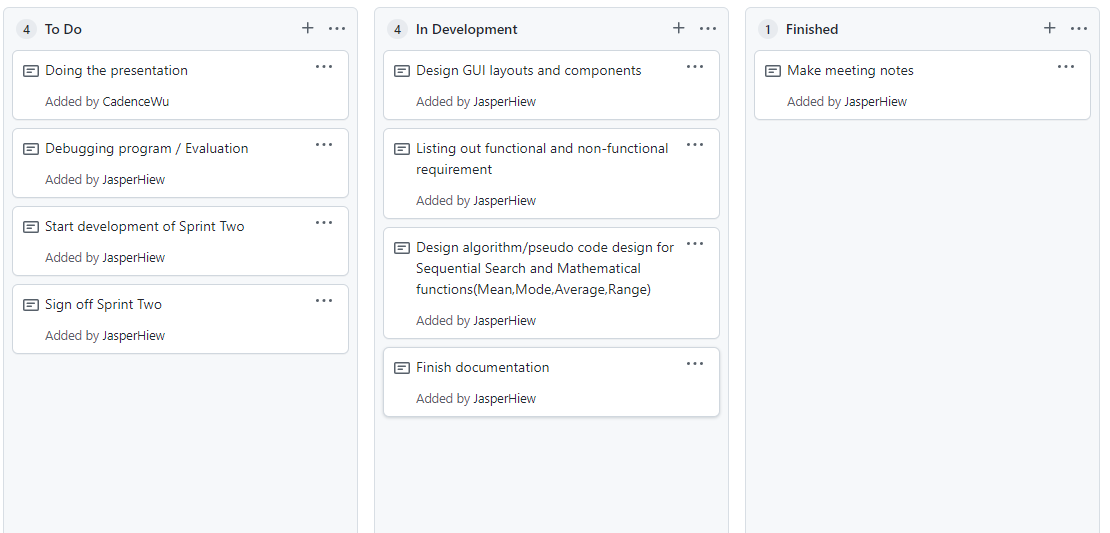 4 To Do
Doing the presentation
Added by CadenceWu
Debugging program / Evaluation
Added by JasperHiew
Start development of Sprint Two
Added by JasperHiew
Sign off Sprint Two
Added by JasperHiew
4 In Development
Design GUI layouts and components
Added by JasperHiew
Listing out functional and non-functional
requirement
Added by JasperHiew
Design algorithm/pseudo code design for
Sequential Search and Mathematical
functions(Mean,Mode,Average,Range)
Added by JasperHiew
Finish documentation
Added by JasperHiew
1 Finished
Make meeting notes
Added by JasperHiew